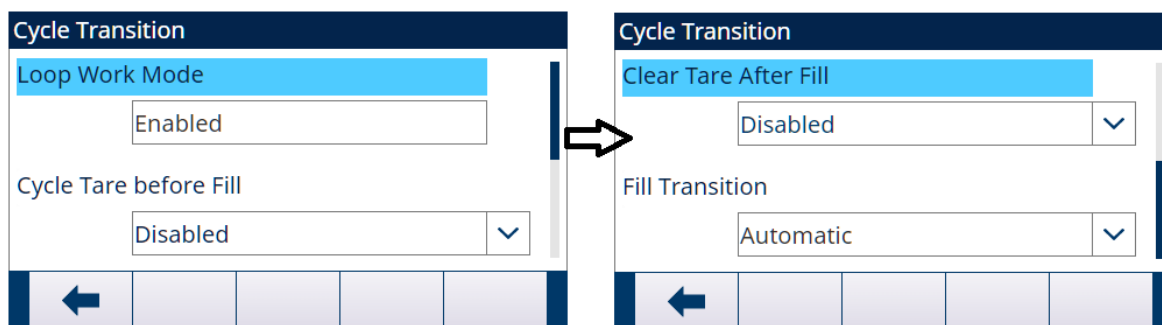 Cycle Transition
Loop Work Mode
Enabled
Cycle Tare before Fill
Disabled
Cycle Transition
Clear Tare After Fill
Disabled
Fill Transition
Automatic